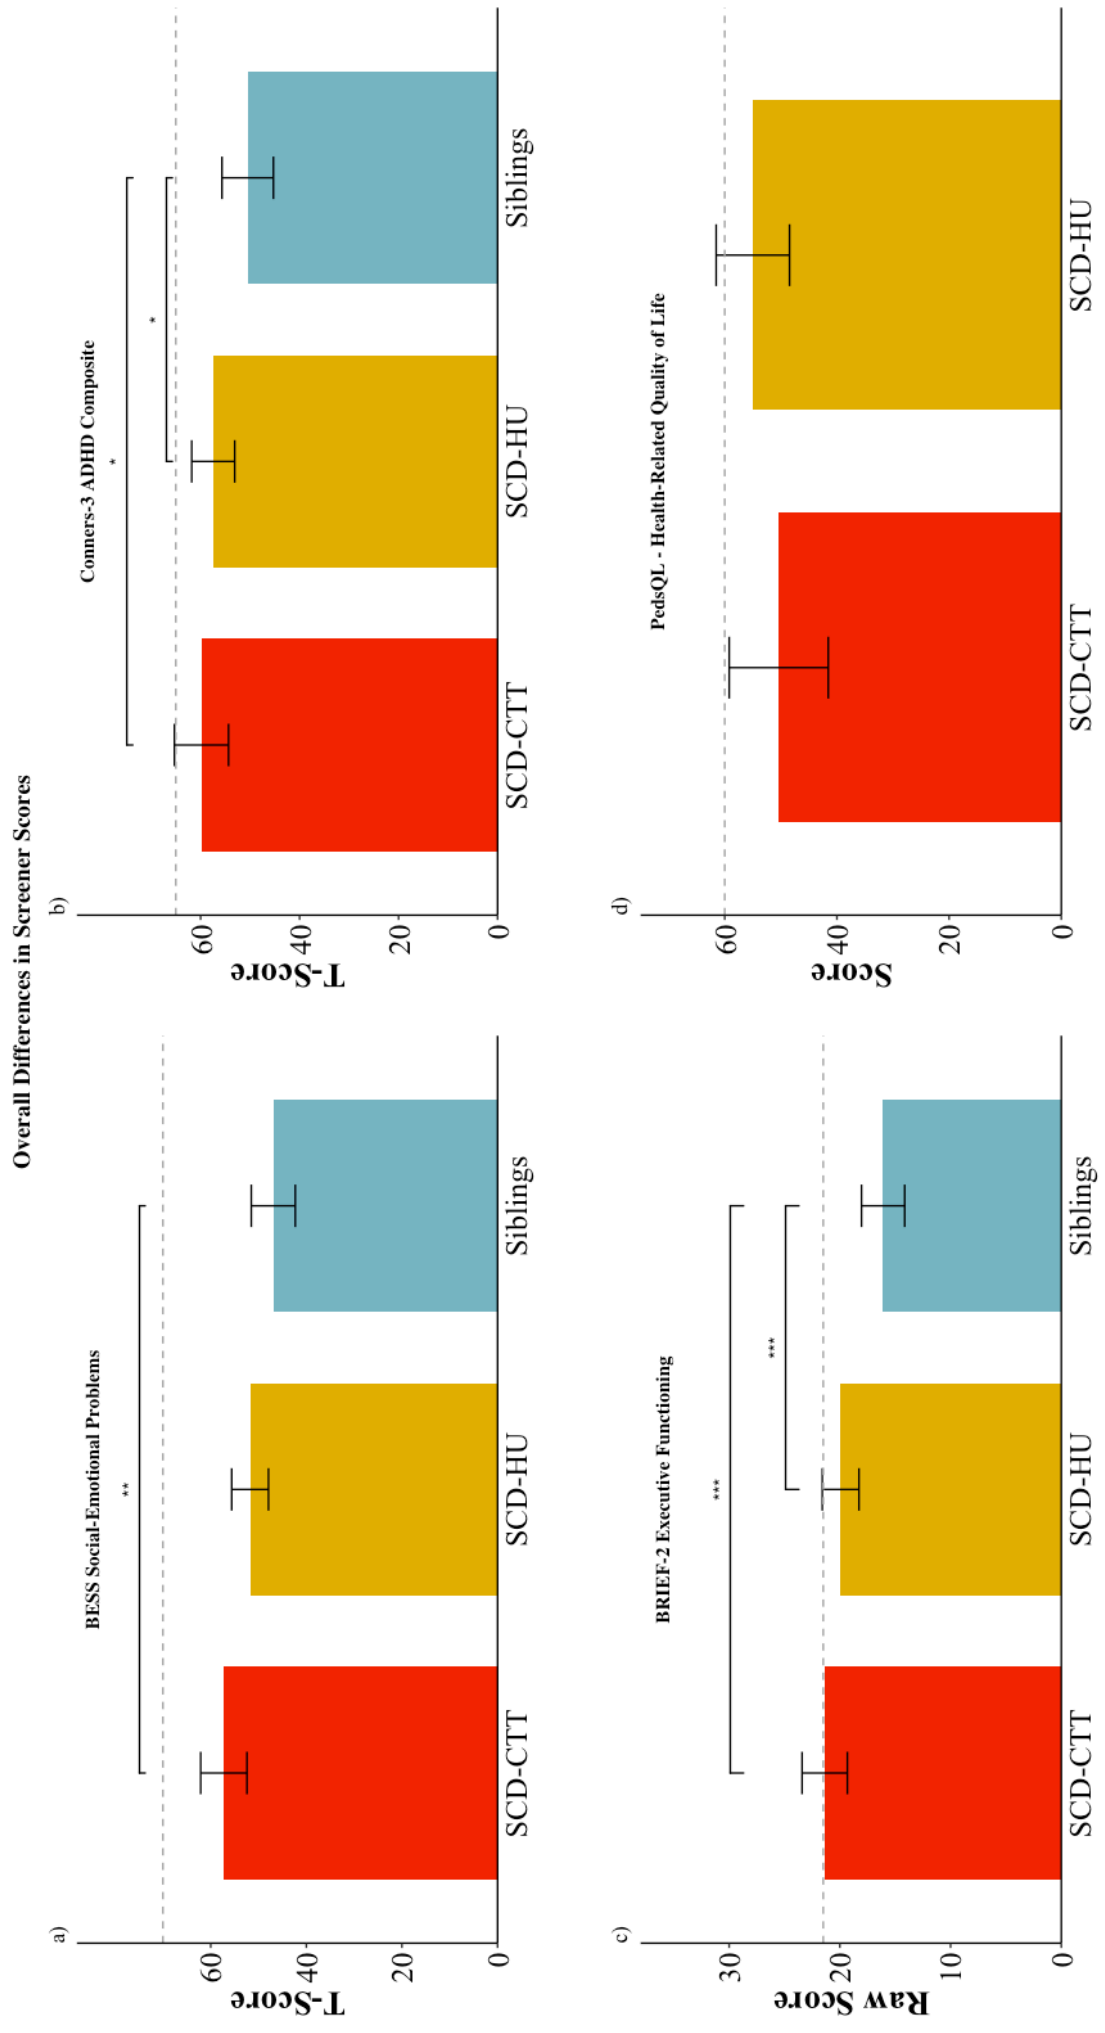 Overall Differences in Screener Scores
a)
BESS Social-Emotional Problems
**
T-Score
60
40
20
0
SCD-CTT
SCD-HU
Siblings
b)
Conners-3 ADHD Composite
*
*
T-Score
60
40
20
0
SCD-CTT
SCD-HU
Siblings
c)
BRIEF-2 Executive Functioning
***
***
Raw Score
30
20
10
0
SCD-CTT
SCD-HU
Siblings
d)
PedsQL - Health-Related Quality of Life
Score
60
40
20
0
SCD-CTT
SCD-HU